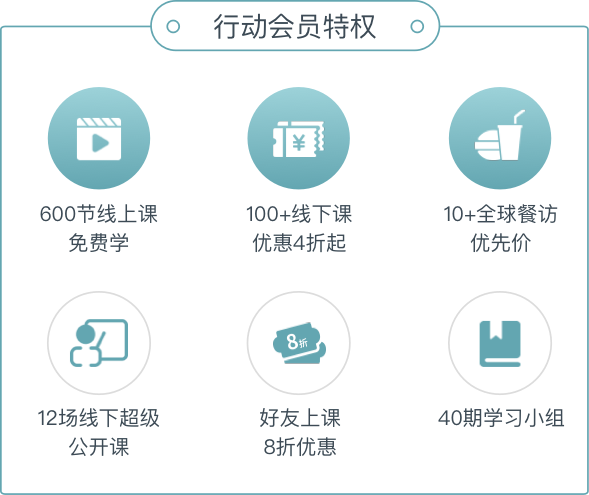 行动会员特权
¥
600节线上课
免费学
100+线下课
优惠4折起
10+全球餐访
优先价
8折
12场线下超级
公开课
好友上课
8折优惠
40期学习小组